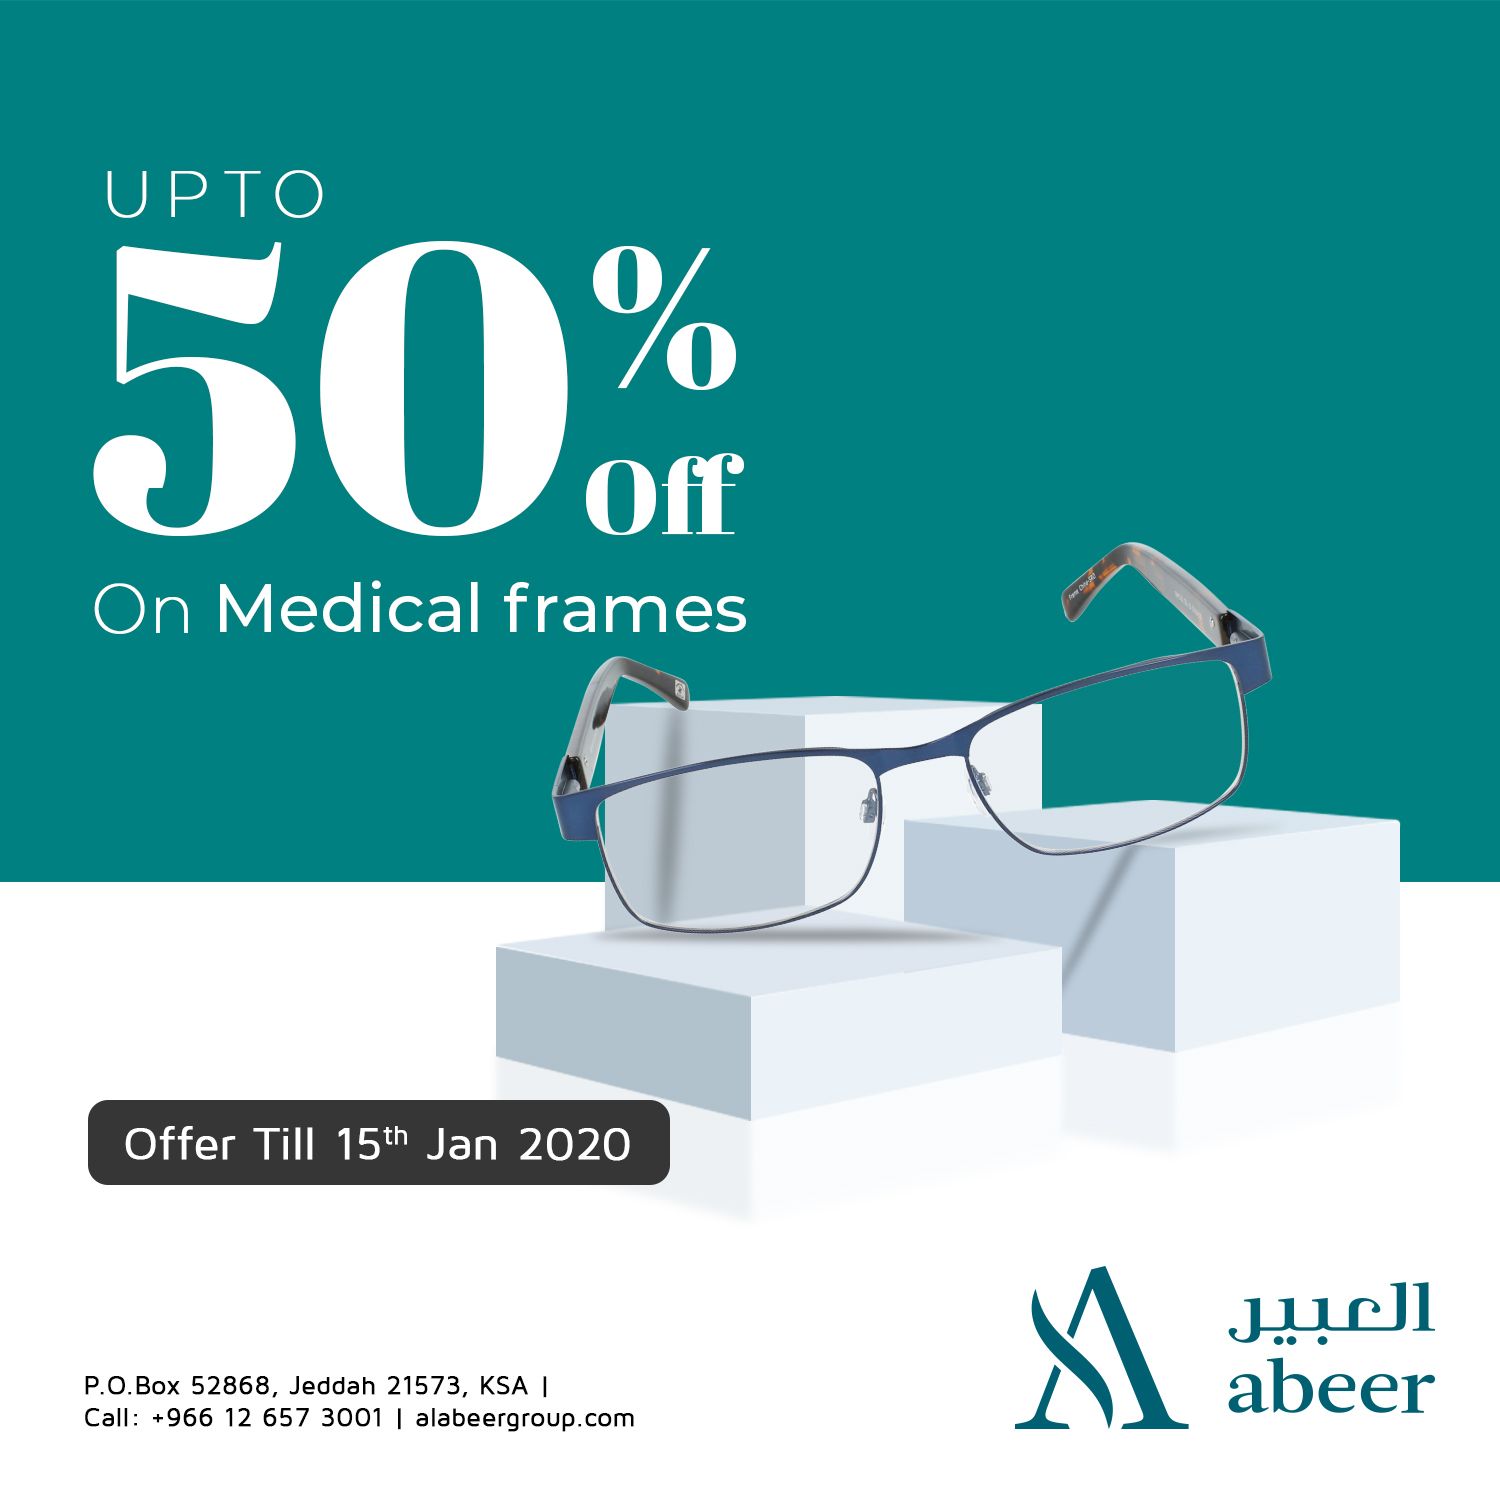 UPTO
50%
Off
On Medical frames
Offer Till 15th Jan 2020
P.O.Box 52868, Jeddah 21573, KSA |
Call: +966 12 657 3001 | alabeergroup.com
العبير
abeer